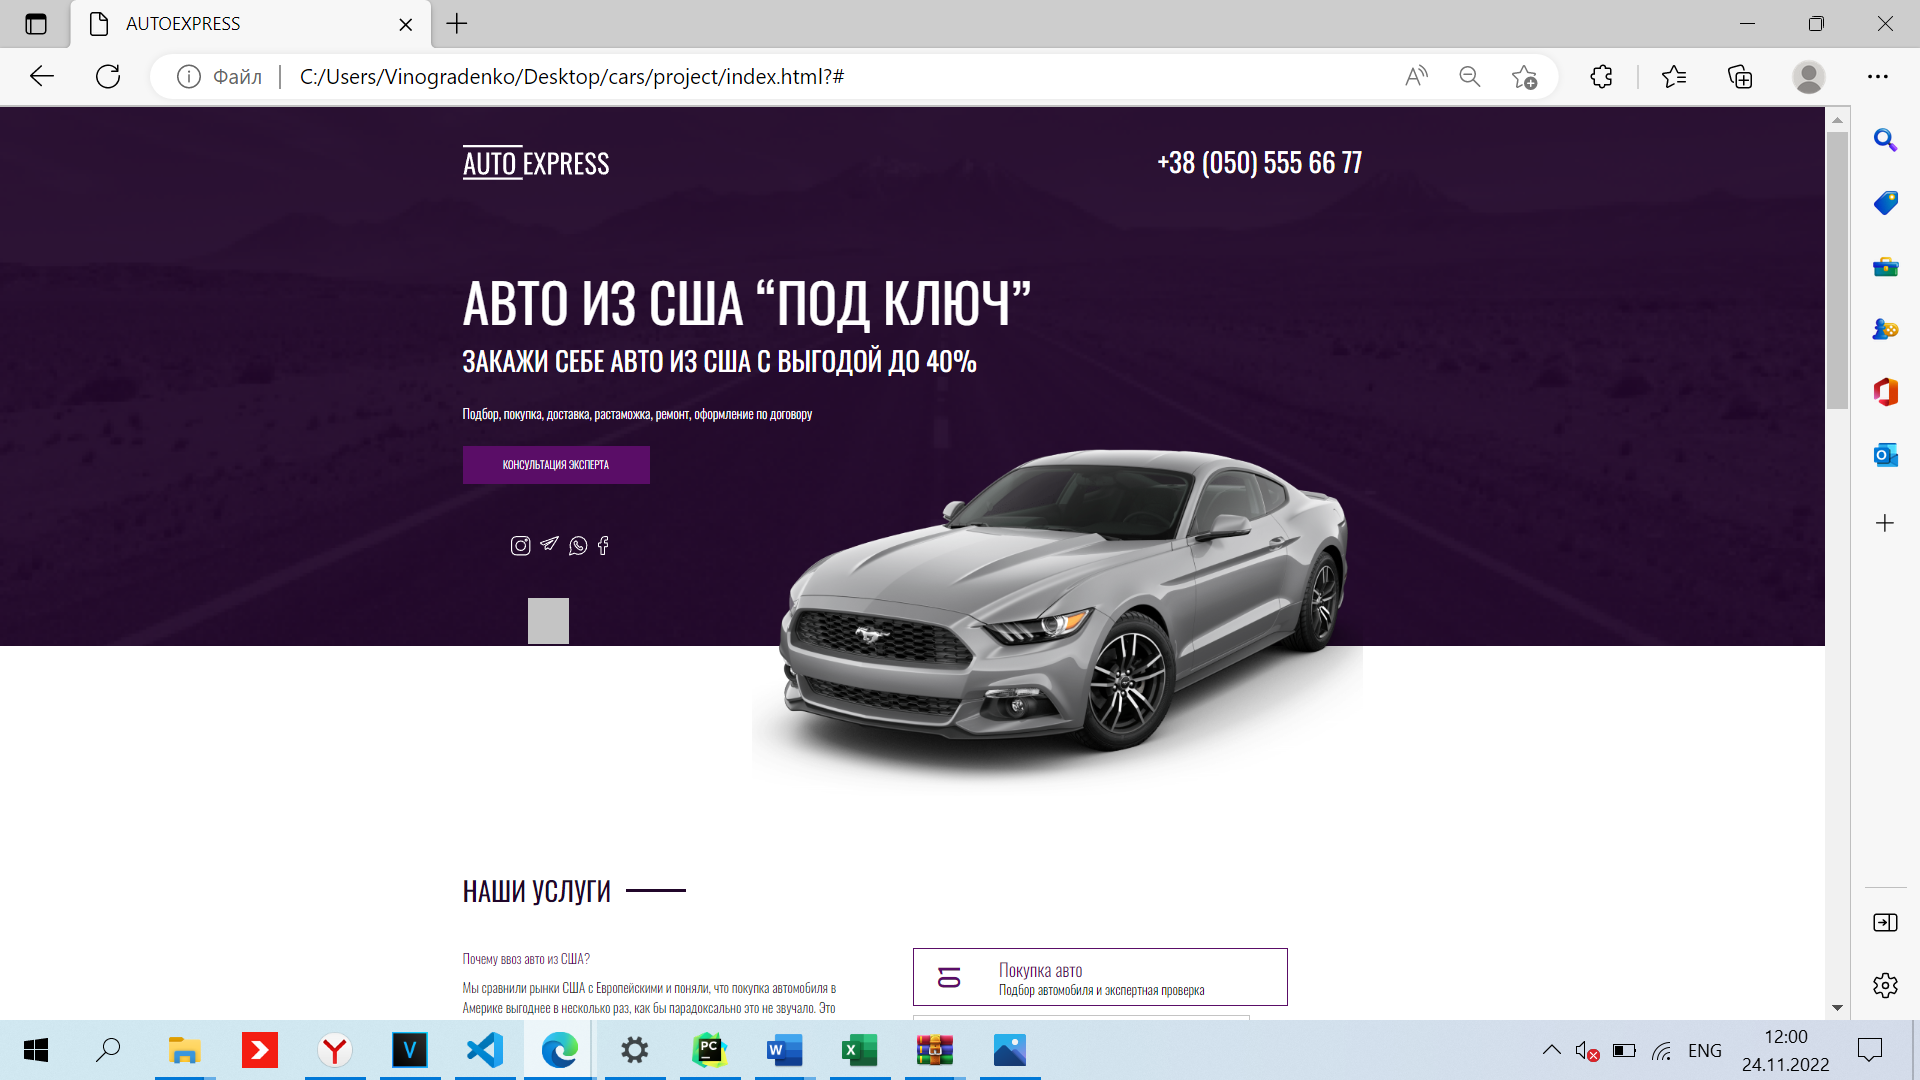 AUTOEXPRESS
Файл
C:/Users/Vinogradenko/Desktop/cars/project/index.html?#
AUTO EXPRESS
+38 (050) 555 66 77
АВТО ИЗ США “ПОД КЛЮЧ”
ЗАКАЖИ СЕБЕ АВТО ИЗ США С ВЫГОДОЙ ДО 40%
Подбор, покупка, доставка, растаможка, ремонт, оформление по договору
КОНСУЛЬТАЦИЯ ЭКСПЕРТА
НАШИ УСЛУГИ
Почему ввоз авто из США?
Мы сравнили рынки США с Европейскими и поняли, что покупка автомобиля в
Америке выгоднее в несколько раз, как бы парадоксально это не звучало. Это
01
Покупка авто
Подбор автомобиля и экспертная проверка
ENG
12:00
24.11.2022